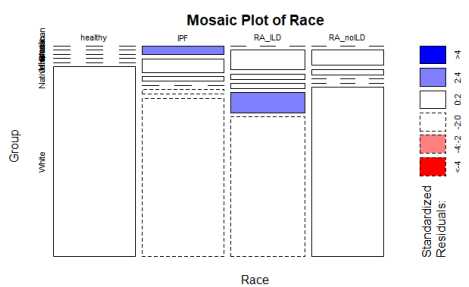 Mosaic Plot of Race
healthy IPF RA_ILD RA_noILD
White
Group
Race
Standardized
Residuals:
<-4
-4:-2
-2:0
0:2
2:4
>4